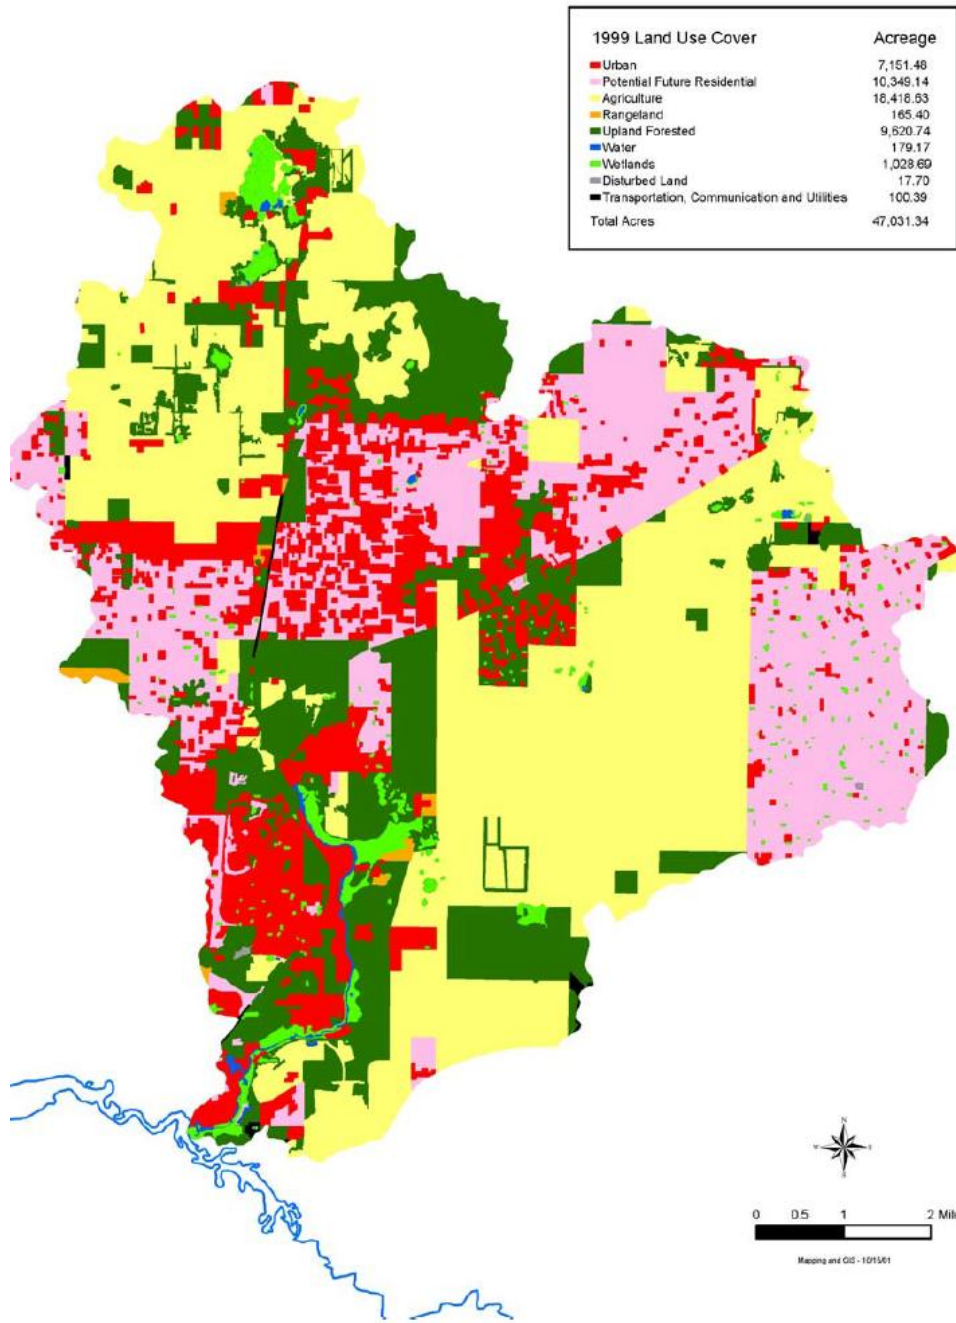 1999 Land Use Cover Acreage
Urban 7,151.48
Potential Future Residential 10,349.14
Agriculture 18,418.63
Rangeland 165.40
Upland Forested 9,620.74
Water 179.17
Wetlands 1,028.69
Disturbed Land 17.70
Transportation, Communication and Utilities 100.39
Total Acres 47,031.34
N
W E
S
0 0.5 1 2 Mil
Mapping and GIS - 10/15/01